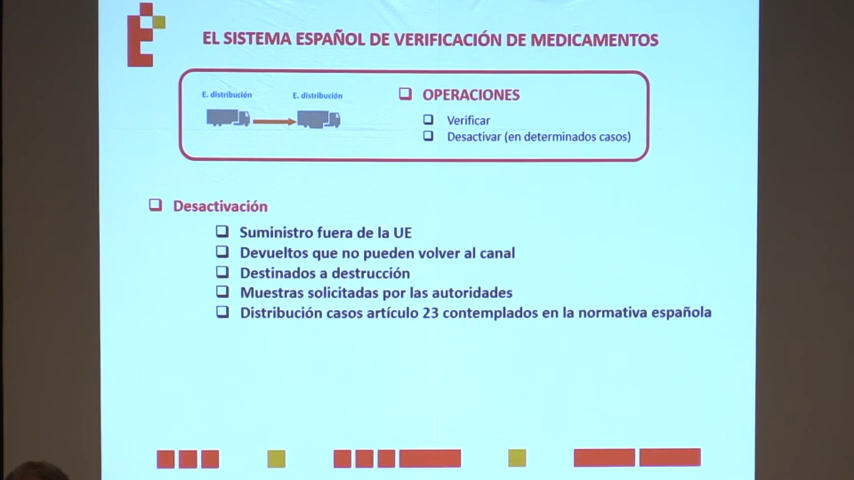 EL SISTEMA ESPAÑOL DE VERIFICACIÓN DE MEDICAMENTOS
E. distribución
E. distribución
OPERACIONES
Verificar
Desactivar (en determinados casos)
Desactivación
Suministro fuera de la UE
Devueltos que no pueden volver al canal
Destinados a destrucción
Muestras solicitadas por las autoridades
Distribución casos artículo 23 contemplados en la normativa española